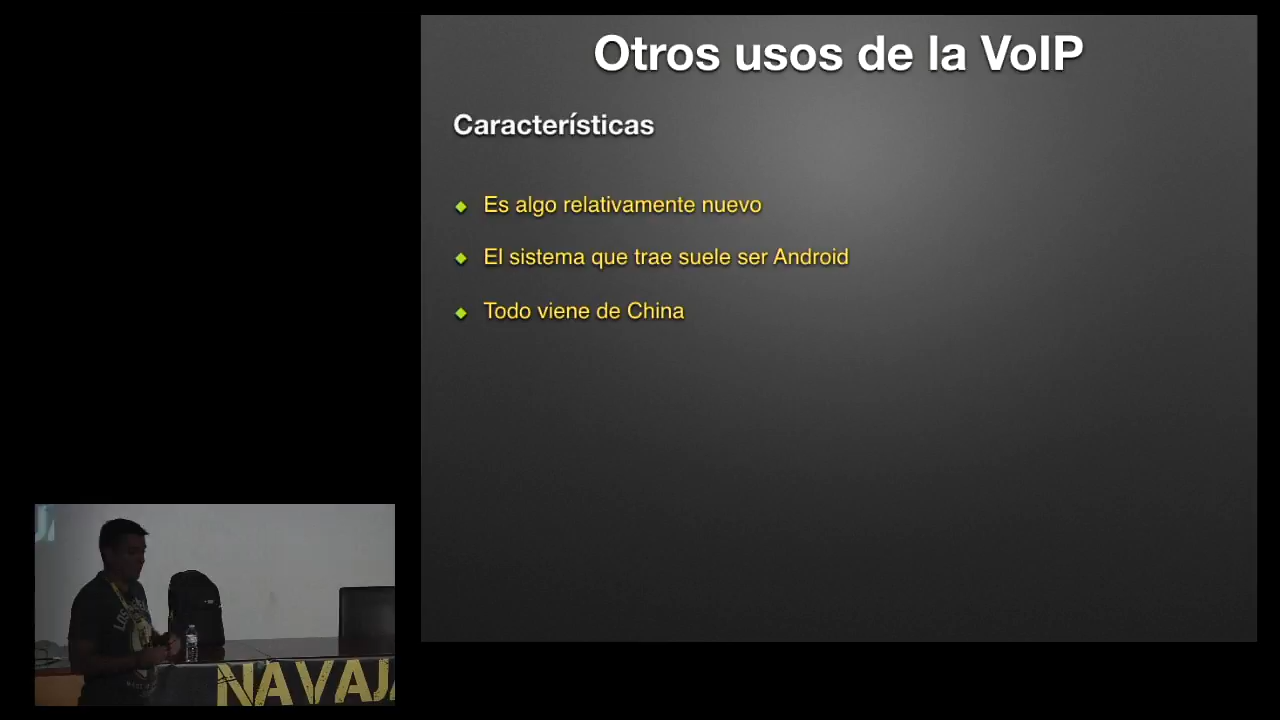 Otros usos de la VoIP
Características
Es algo relativamente nuevo
El sistema que trae suele ser Android
Todo viene de China
NAVAJ